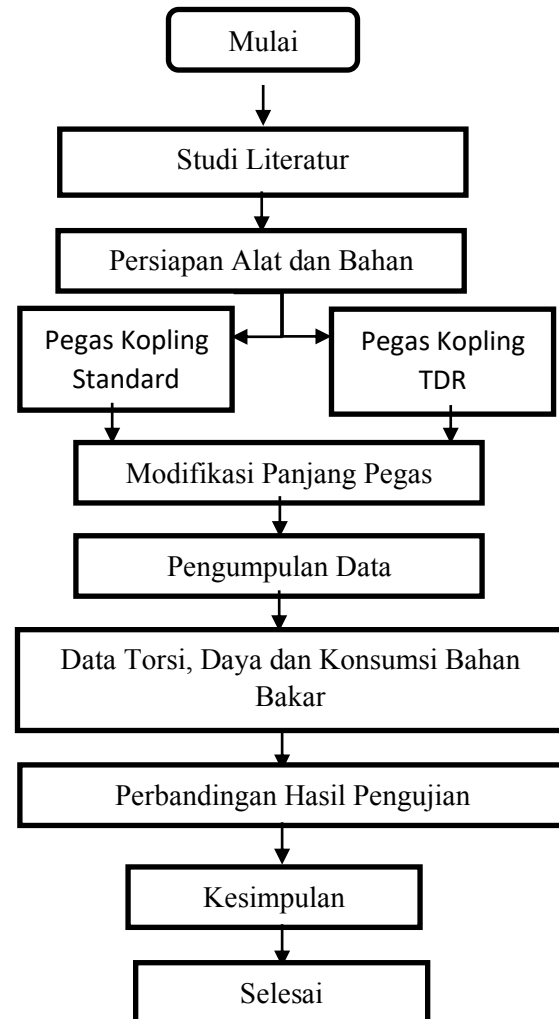 Mulai
Studi Literatur
Persiapan Alat dan Bahan
Pegas Kopling
Standard
Pegas Kopling
TDR
Modifikasi Panjang Pegas
Pengumpulan Data
Data Torsi, Daya dan Konsumsi Bahan
Bakar
Perbandingan Hasil Pengujian
Kesimpulan
Selesai